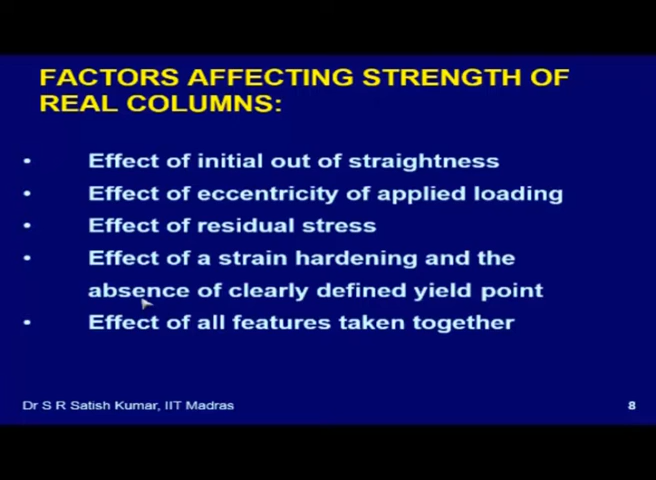 FACTORS AFFECTING STRENGTH OF
REAL COLUMNS:
• Effect of initial out of straightness
• Effect of eccentricity of applied loading
• Effect of residual stress
• Effect of a strain hardening and the
absence of clearly defined yield point
• Effect of all features taken together
Dr S R Satish Kumar, IIT Madras
8